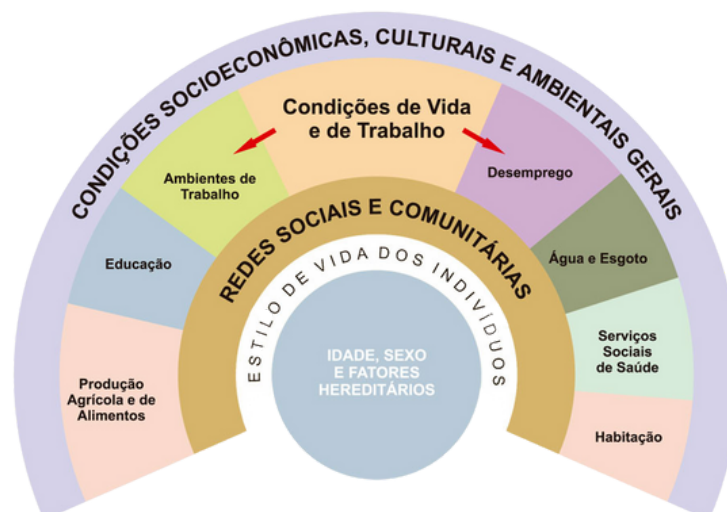 CONDIÇÕES SOCIOECONÔMICAS, CULTURAIS E AMBIENTAIS GERAIS
Condições de Vida
e de Trabalho
Ambientes de
Trabalho
Desemprego
Educação
Água e Esgoto
Produção
Agrícola e de
Alimentos
Serviços
Sociais
de Saúde
Habitação
REDES SOCIAIS E COMUNITÁRIAS
ESTILO DE VIDA DOS INDIVÍDUOS
IDADE, SEXO
E FATORES
HEREDITÁRIOS